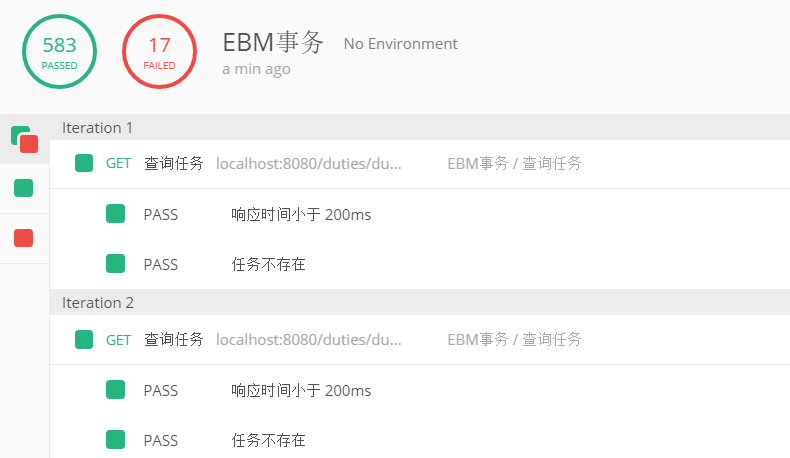 583
PASSED
17
FAILED
EBM事务 No Environment
a min ago
Iteration 1
GET 查询任务 localhost:8080/duties/du... EBM事务 / 查询任务
PASS 响应时间小于 200ms
PASS 任务不存在
Iteration 2
GET 查询任务 localhost:8080/duties/du... EBM事务 / 查询任务
PASS 响应时间小于 200ms
PASS 任务不存在